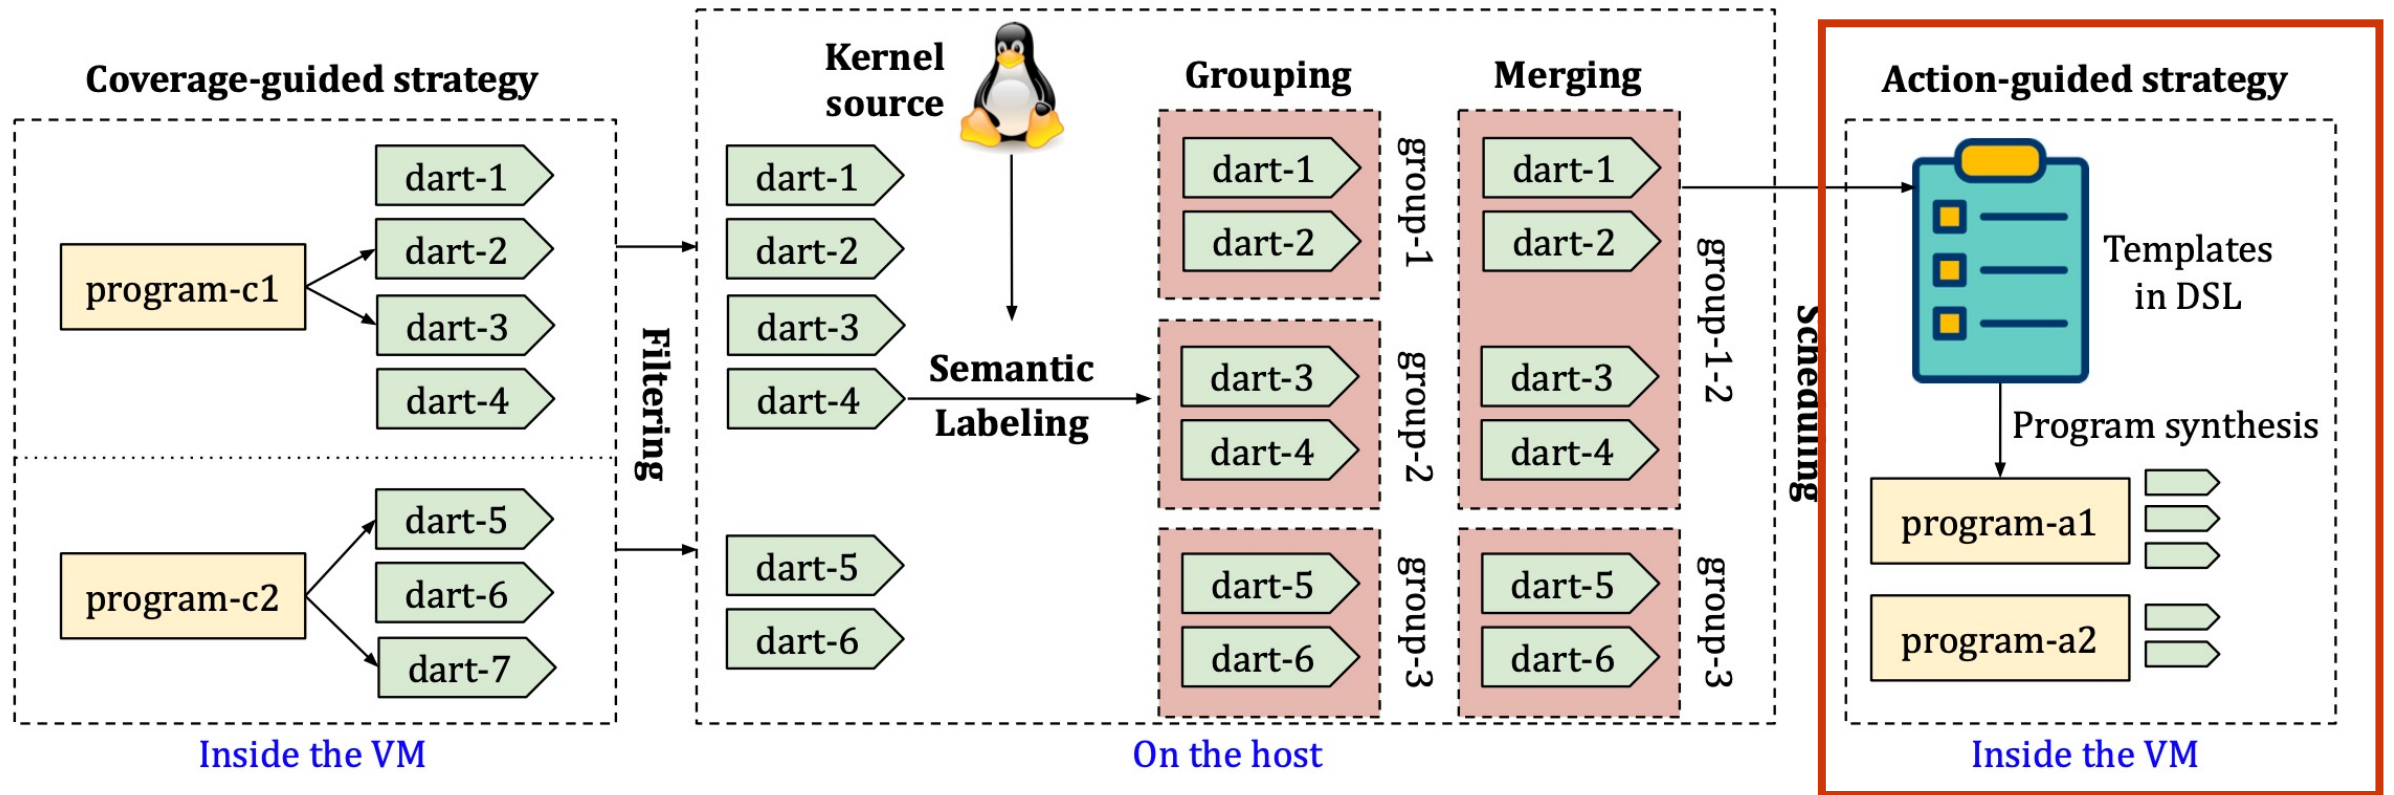 Coverage-guided strategy
program-c1
dart-1
dart-2
dart-3
dart-4
program-c2
dart-5
dart-6
dart-7
Inside the VM
Filtering
Kernel
source
dart-1
dart-2
dart-3
dart-4
dart-5
dart-6
Semantic
Labeling
Grouping
dart-1
dart-2
group-1
dart-3
dart-4
group-2
dart-5
dart-6
group-3
Merging
dart-1
dart-2
dart-3
dart-4
group-1-2
dart-5
dart-6
group-3
On the host
Scheduling
Action-guided strategy
Templates
in DSL
Program synthesis
program-a1
program-a2
Inside the VM